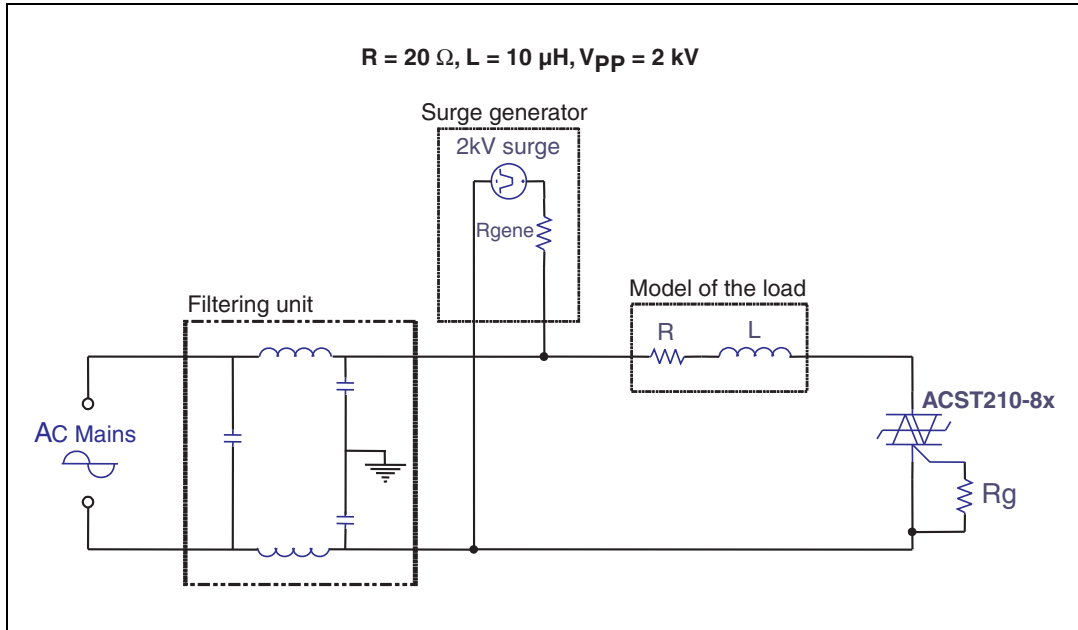 R = 20 Ω, L = 10 µH, VPP = 2 kV
Surge generator
2kV surge
Rgene
Filtering unit
Model of the load
R
L
ACST210-8x
AC Mains
Rg